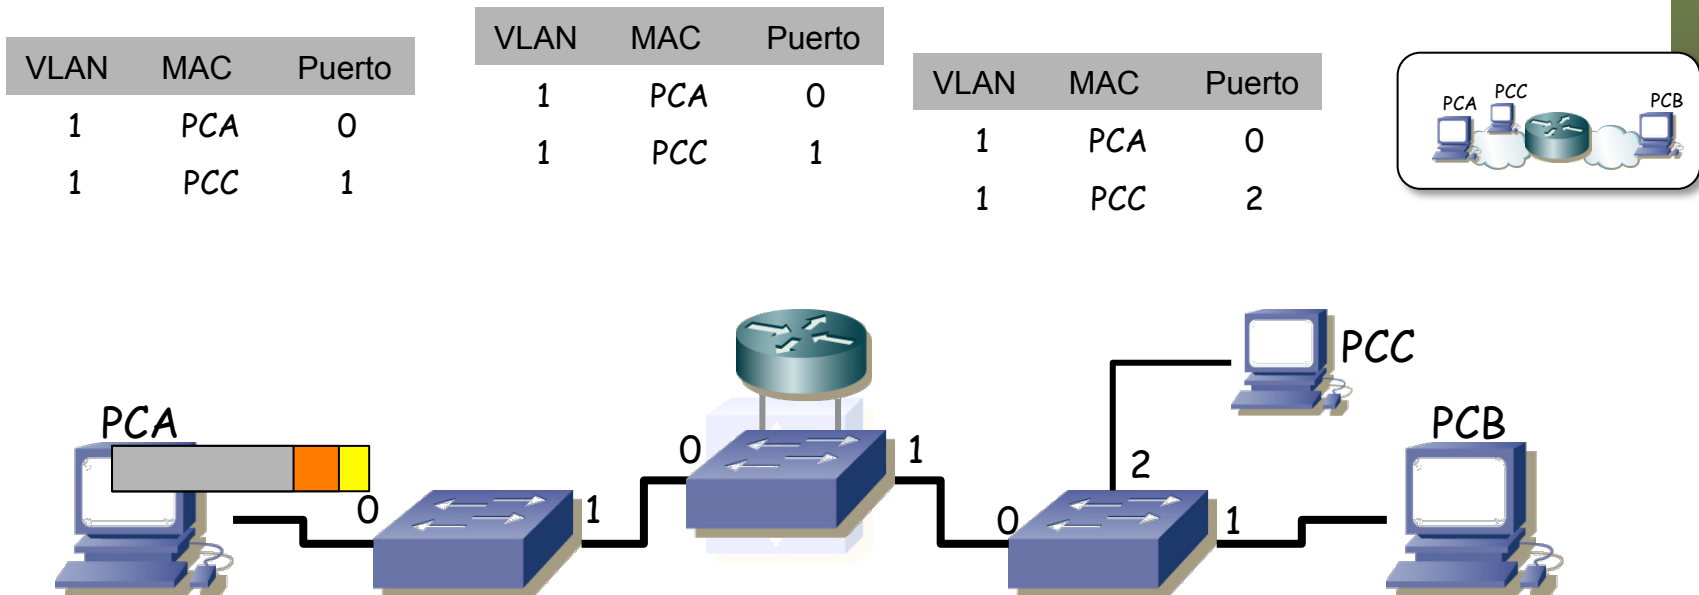 VLAN MAC Puerto
1 PCA 0
1 PCC 1
VLAN MAC Puerto
1 PCA 0
1 PCC 1
VLAN MAC Puerto
1 PCA 0
1 PCC 2
PCA PCC PCB
PCC
PCA
PCB
0 1
2
0 1
0 1